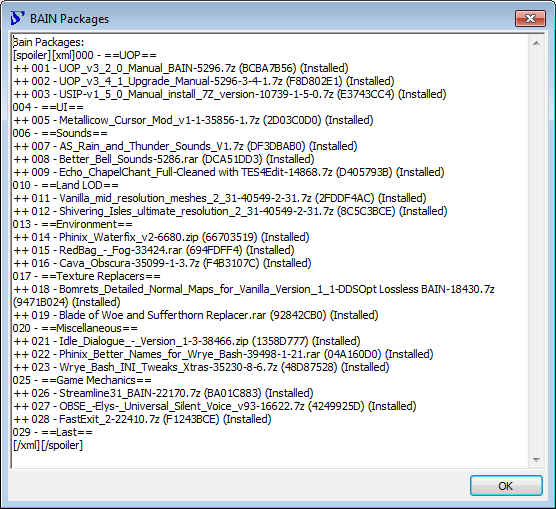 BAIN Packages
Bain Packages:
[spoiler][xml]000 - ==UOP==
++ 001 - UOP_v3_2_0_Manual_BAIN-5296.7z (BCBA7B56) (Installed)
++ 002 - UOP_v3_4_1_Upgrade_Manual-5296-3-4-1.7z (F8D802E1) (Installed)
++ 003 - USIP-v1_5_0_Manual_install_7Z_version-10739-1-5-0.7z (E3743CC4) (Installed)
004 - ==UI==
++ 005 - Metallicow_Cursor_Mod_v1-1-35856-1.7z (2D03C0D0) (Installed)
006 - ==Sounds==
++ 007 - AS_Rain_and_Thunder_Sounds_V1.7z (DF3DBAB0) (Installed)
++ 008 - Better_Bell_Sounds-5286.rar (DCA51DD3) (Installed)
++ 009 - Echo_ChapelChant_Full-Cleaned with TES4Edit-14868.7z (D405793B) (Installed)
010 - ==Land LOD==
++ 011 - Vanilla_mid_resolution_meshes_2_31-40549-2-31.7z (2FDDF4AC) (Installed)
++ 012 - Shivering_Isles_ultimate_resolution_2_31-40549-2-31.7z (8C5C3BCE) (Installed)
013 - ==Environment==
++ 014 - Phinix_Waterfix_v2-6680.zip (66703519) (Installed)
++ 015 - RedBag_-_Fog-33424.rar (694FDFF4) (Installed)
++ 016 - Cava_Obscura-35099-1-3.7z (F4B3107C) (Installed)
017 - ==Texture Replacers==
++ 018 - Bomrets_Detailed_Normal_Maps_for_Vanilla_Version_1_1-DDSOpt Lossless BAIN-18430.7z
(9471B024) (Installed)
++ 019 - Blade of Woe and Sufferthorn Replacer.rar (92842CB0) (Installed)
020 - ==Miscellaneous==
++ 021 - Idle_Dialogue_-_Version_1-3-38466.zip (1358D777) (Installed)
++ 022 - Phinix_Better_Names_for_Wrye_Bash-39498-1-21.rar (04A160D0) (Installed)
++ 023 - Wrye_Bash_INI_Tweaks_Xtras-35230-8-6.7z (48D87528) (Installed)
025 - ==Game Mechanics==
++ 026 - Streamline31_BAIN-22170.7z (BA01C883) (Installed)
++ 027 - OBSE_-Elys-_Universal_Silent_Voice_v93-16622.7z (4249925D) (Installed)
++ 028 - FastExit_2-22410.7z (F1243BCE) (Installed)
029 - ==Last==
[/xml][/spoiler]
OK